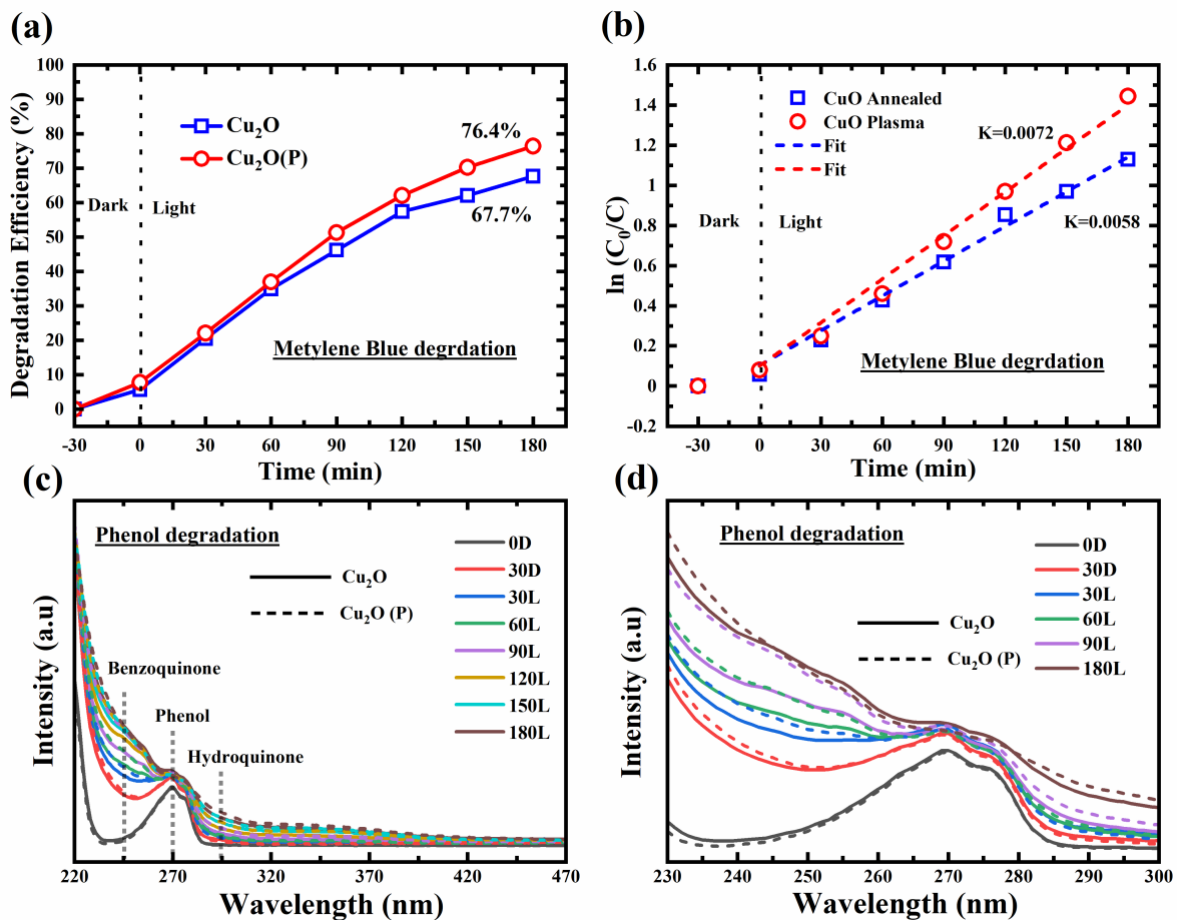 (a)
100
90
80
70
60
50
40
30
20
10
0
Degradation Efficiency (%)
Cu₂O
Cu₂O(P)
76.4%
67.7%
Dark
Light
Metylene Blue degrdation
-30 0 30 60 90 120 150 180
Time (min)
(b)
1.6
1.4
1.2
1
0.8
0.6
0.4
0.2
0
-0.2
ln (C₀/C)
CuO Annealed
CuO Plasma
Fit
Fit
K=0.0072
K=0.0058
Dark
Light
Metylene Blue degrdation
-30 0 30 60 90 120 150 180
Time (min)
(c)
Intensity (a.u)
Phenol degradation
Cu₂O
Cu₂O (P)
0D
30D
30L
60L
90L
120L
150L
180L
Benzoquinone
Phenol
Hydroquinone
220 270 320 370 420 470
Wavelength (nm)
(d)
Intensity (a.u)
Phenol degradation
Cu₂O
Cu₂O (P)
0D
30D
30L
60L
90L
180L
230 240 250 260 270 280 290 300
Wavelength (nm)